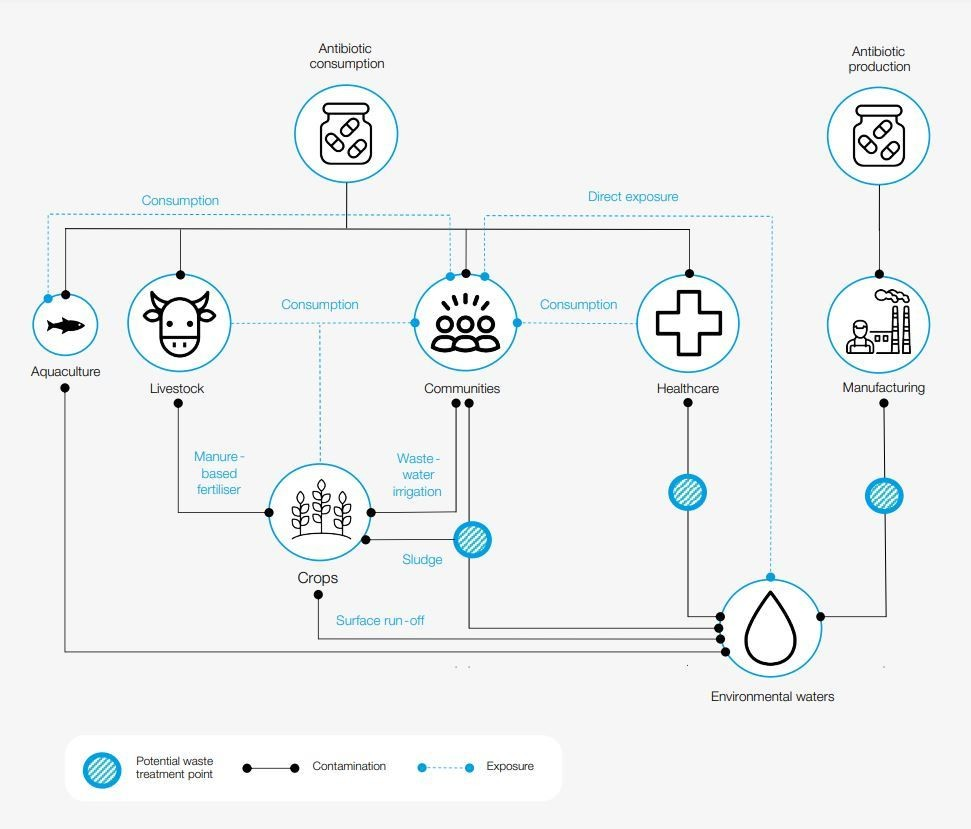 Antibiotic
consumption
Antibiotic
production
Consumption
Direct exposure
Consumption
Consumption
Aquaculture
Livestock
Communities
Healthcare
Manufacturing
Manure-
based
fertiliser
Waste-
water
irrigation
Sludge
Crops
Surface run-off
Environmental waters
Potential waste
treatment point
Contamination
Exposure